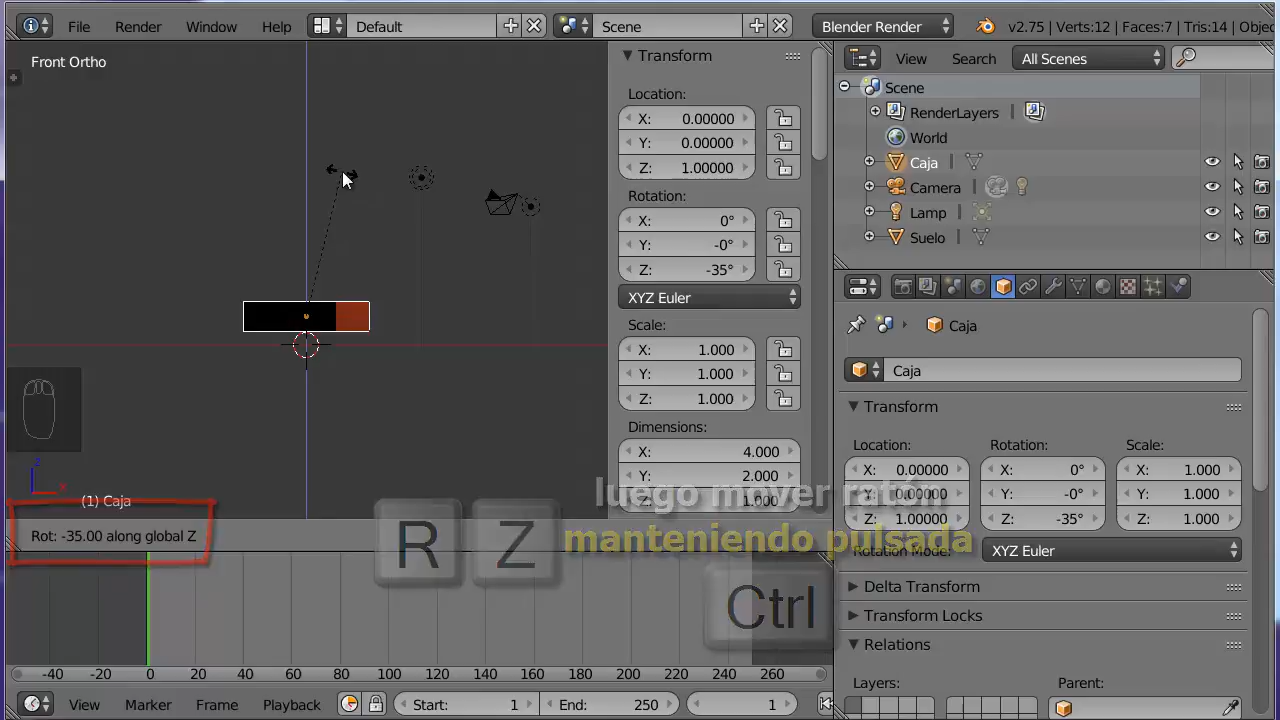 File Render Window Help Default Scene Blender Render v2.75 | Verts:12 | Faces:7 | Tris:14 | Objec
Front Ortho
(1) Caja
Rot: -35.00 along global Z
Transform
Location:
X: 0.00000
Y: 0.00000
Z: 1.00000
Rotation:
X: 0°
Y: -0°
Z: -35°
XYZ Euler
Scale:
X: 1.000
Y: 1.000
Z: 1.000
Dimensions:
X: 4.000
Y: 2.000
Z: 1.000
luego mover ratón
manteniendo pulsada
R Z
Ctrl
View Search All Scenes
Scene
RenderLayers
World
Caja
Camera
Lamp
Suelo
Caja
Caja
Transform
Location: Rotation: Scale:
X: 0.00000 X: 0° X: 1.000
Y: 0.00000 Y: -0° Y: 1.000
Z: 1.00000 Z: -35° Z: 1.000
Rotation Mode: XYZ Euler
Delta Transform
Transform Locks
Relations
Layers: Parent:
-40 -20 0 20 40 60 80 100 120 140 160 180 200 220 240 260
View Marker Frame Playback Start: 1 End: 250 1